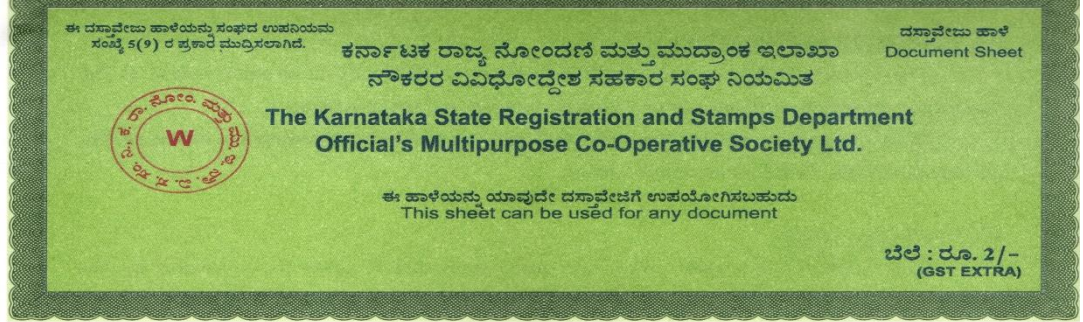 ಈ ದಸ್ತಾವೇಜು ಹಾಳೆಯನ್ನು ಸಂಘದ ಉಪನಿಯಮ
ಸಂಖ್ಯೆ 5(9) ರ ಪ್ರಕಾರ ಮುದ್ರಿಸಲಾಗಿದೆ.
ದಸ್ತಾವೇಜು ಹಾಳೆ
Document Sheet
ಕರ್ನಾಟಕ ರಾಜ್ಯ ನೋಂದಣಿ ಮತ್ತು ಮುದ್ರಾಂಕ ಇಲಾಖಾ
ನೌಕರರ ವಿವಿಧೋದ್ದೇಶ ಸಹಕಾರ ಸಂಘ ನಿಯಮಿತ
W
The Karnataka State Registration and Stamps Department
Official's Multipurpose Co-Operative Society Ltd.
ಈ ಹಾಳೆಯನ್ನು ಯಾವುದೇ ದಸ್ತಾವೇಜಿಗೆ ಉಪಯೋಗಿಸಬಹುದು
This sheet can be used for any document
ಬೆಲೆ : ರೂ. 2/–
(GST EXTRA)